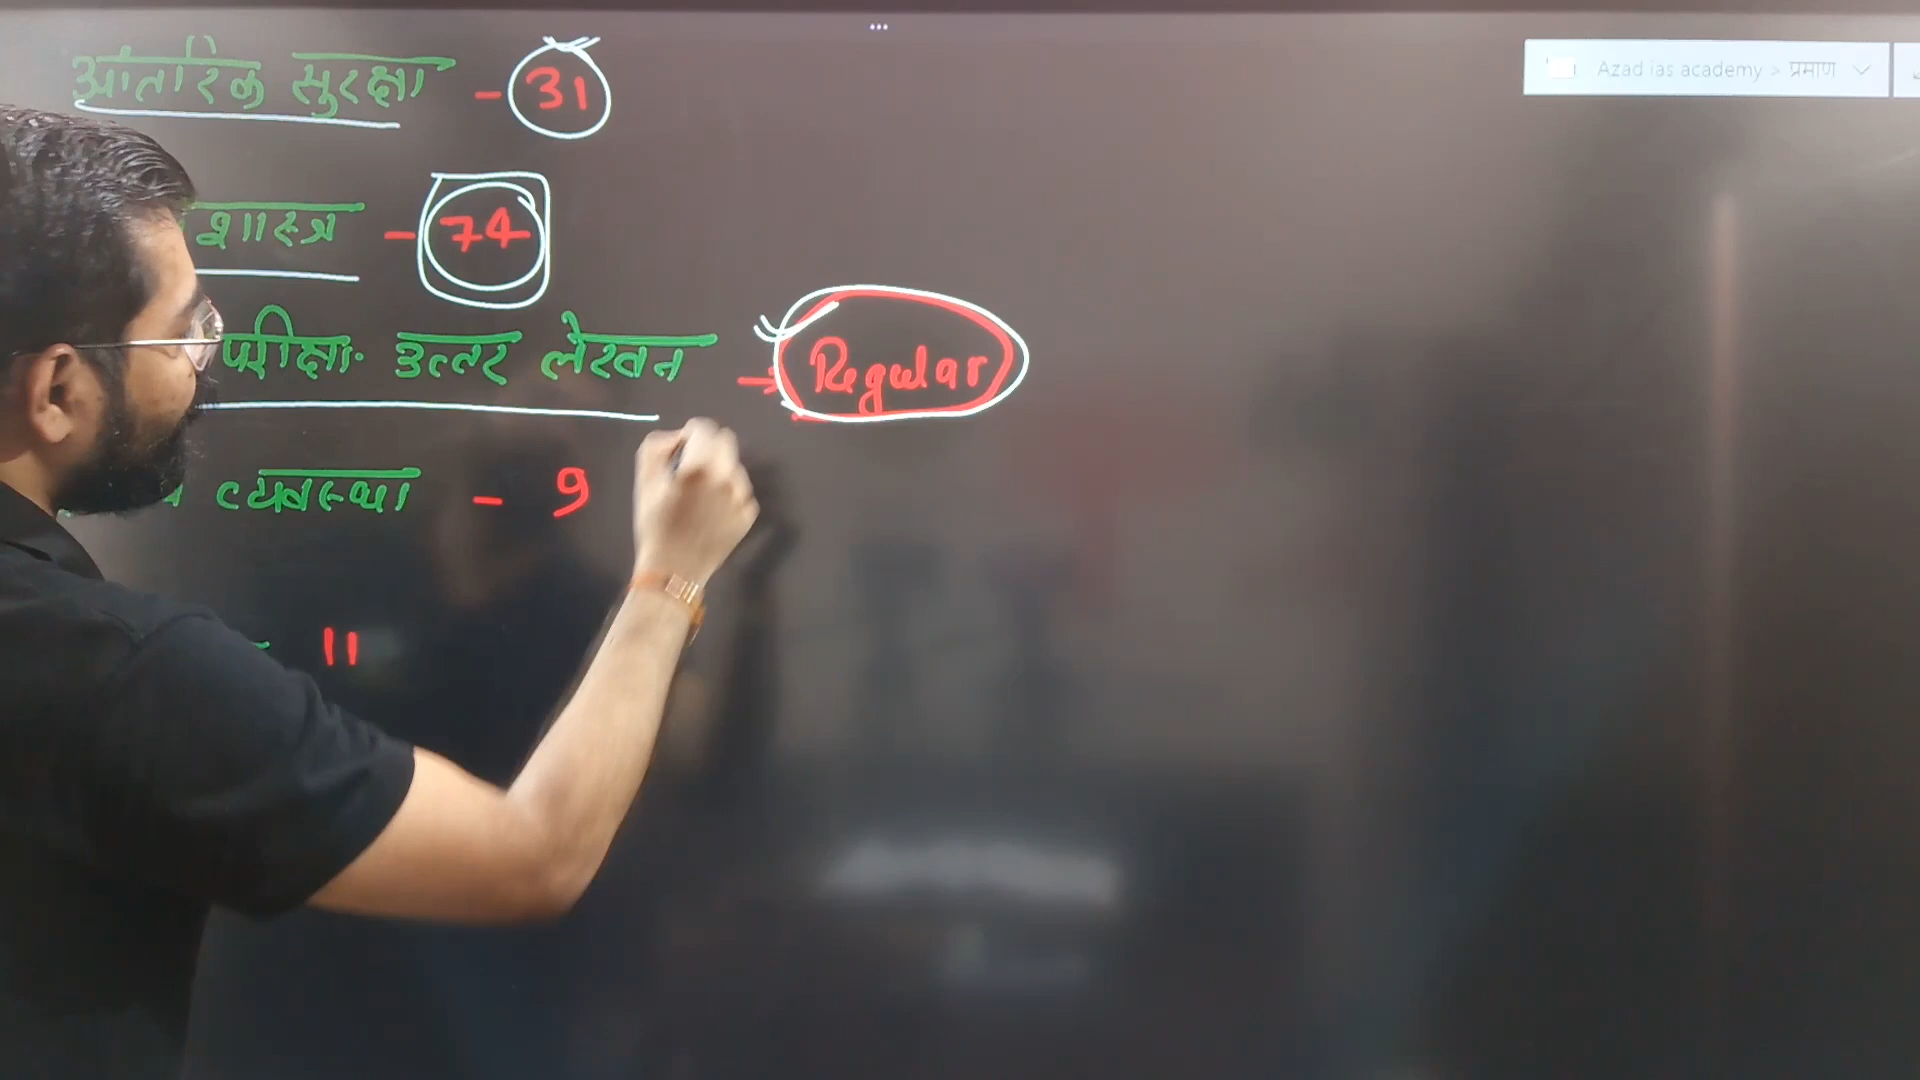 Azad ias academy > प्रमाण
आंतरिक सुरक्षा - 31
शास्त्र - 74
परीक्षा उत्तर लेखन → Regular
व्यवस्था - 9
11